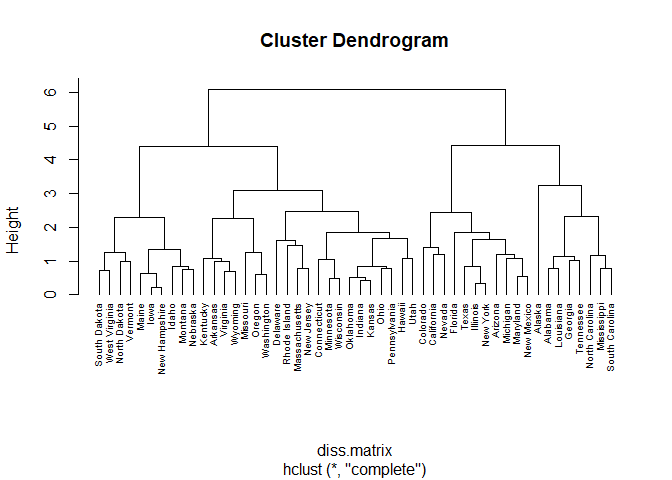 Cluster Dendrogram
Height
6
5
4
3
2
1
0
South Dakota
West Virginia
North Dakota
Vermont
Maine
Iowa
New Hampshire
Idaho
Montana
Nebraska
Kentucky
Arkansas
Virginia
Wyoming
Missouri
Oregon
Washington
Delaware
Rhode Island
Massachusetts
New Jersey
Connecticut
Minnesota
Wisconsin
Oklahoma
Indiana
Kansas
Ohio
Pennsylvania
Hawaii
Utah
Colorado
California
Nevada
Florida
Texas
Illinois
New York
Arizona
Michigan
Maryland
New Mexico
Alaska
Alabama
Louisiana
Georgia
Tennessee
North Carolina
Mississippi
South Carolina
diss.matrix
hclust (*, "complete")